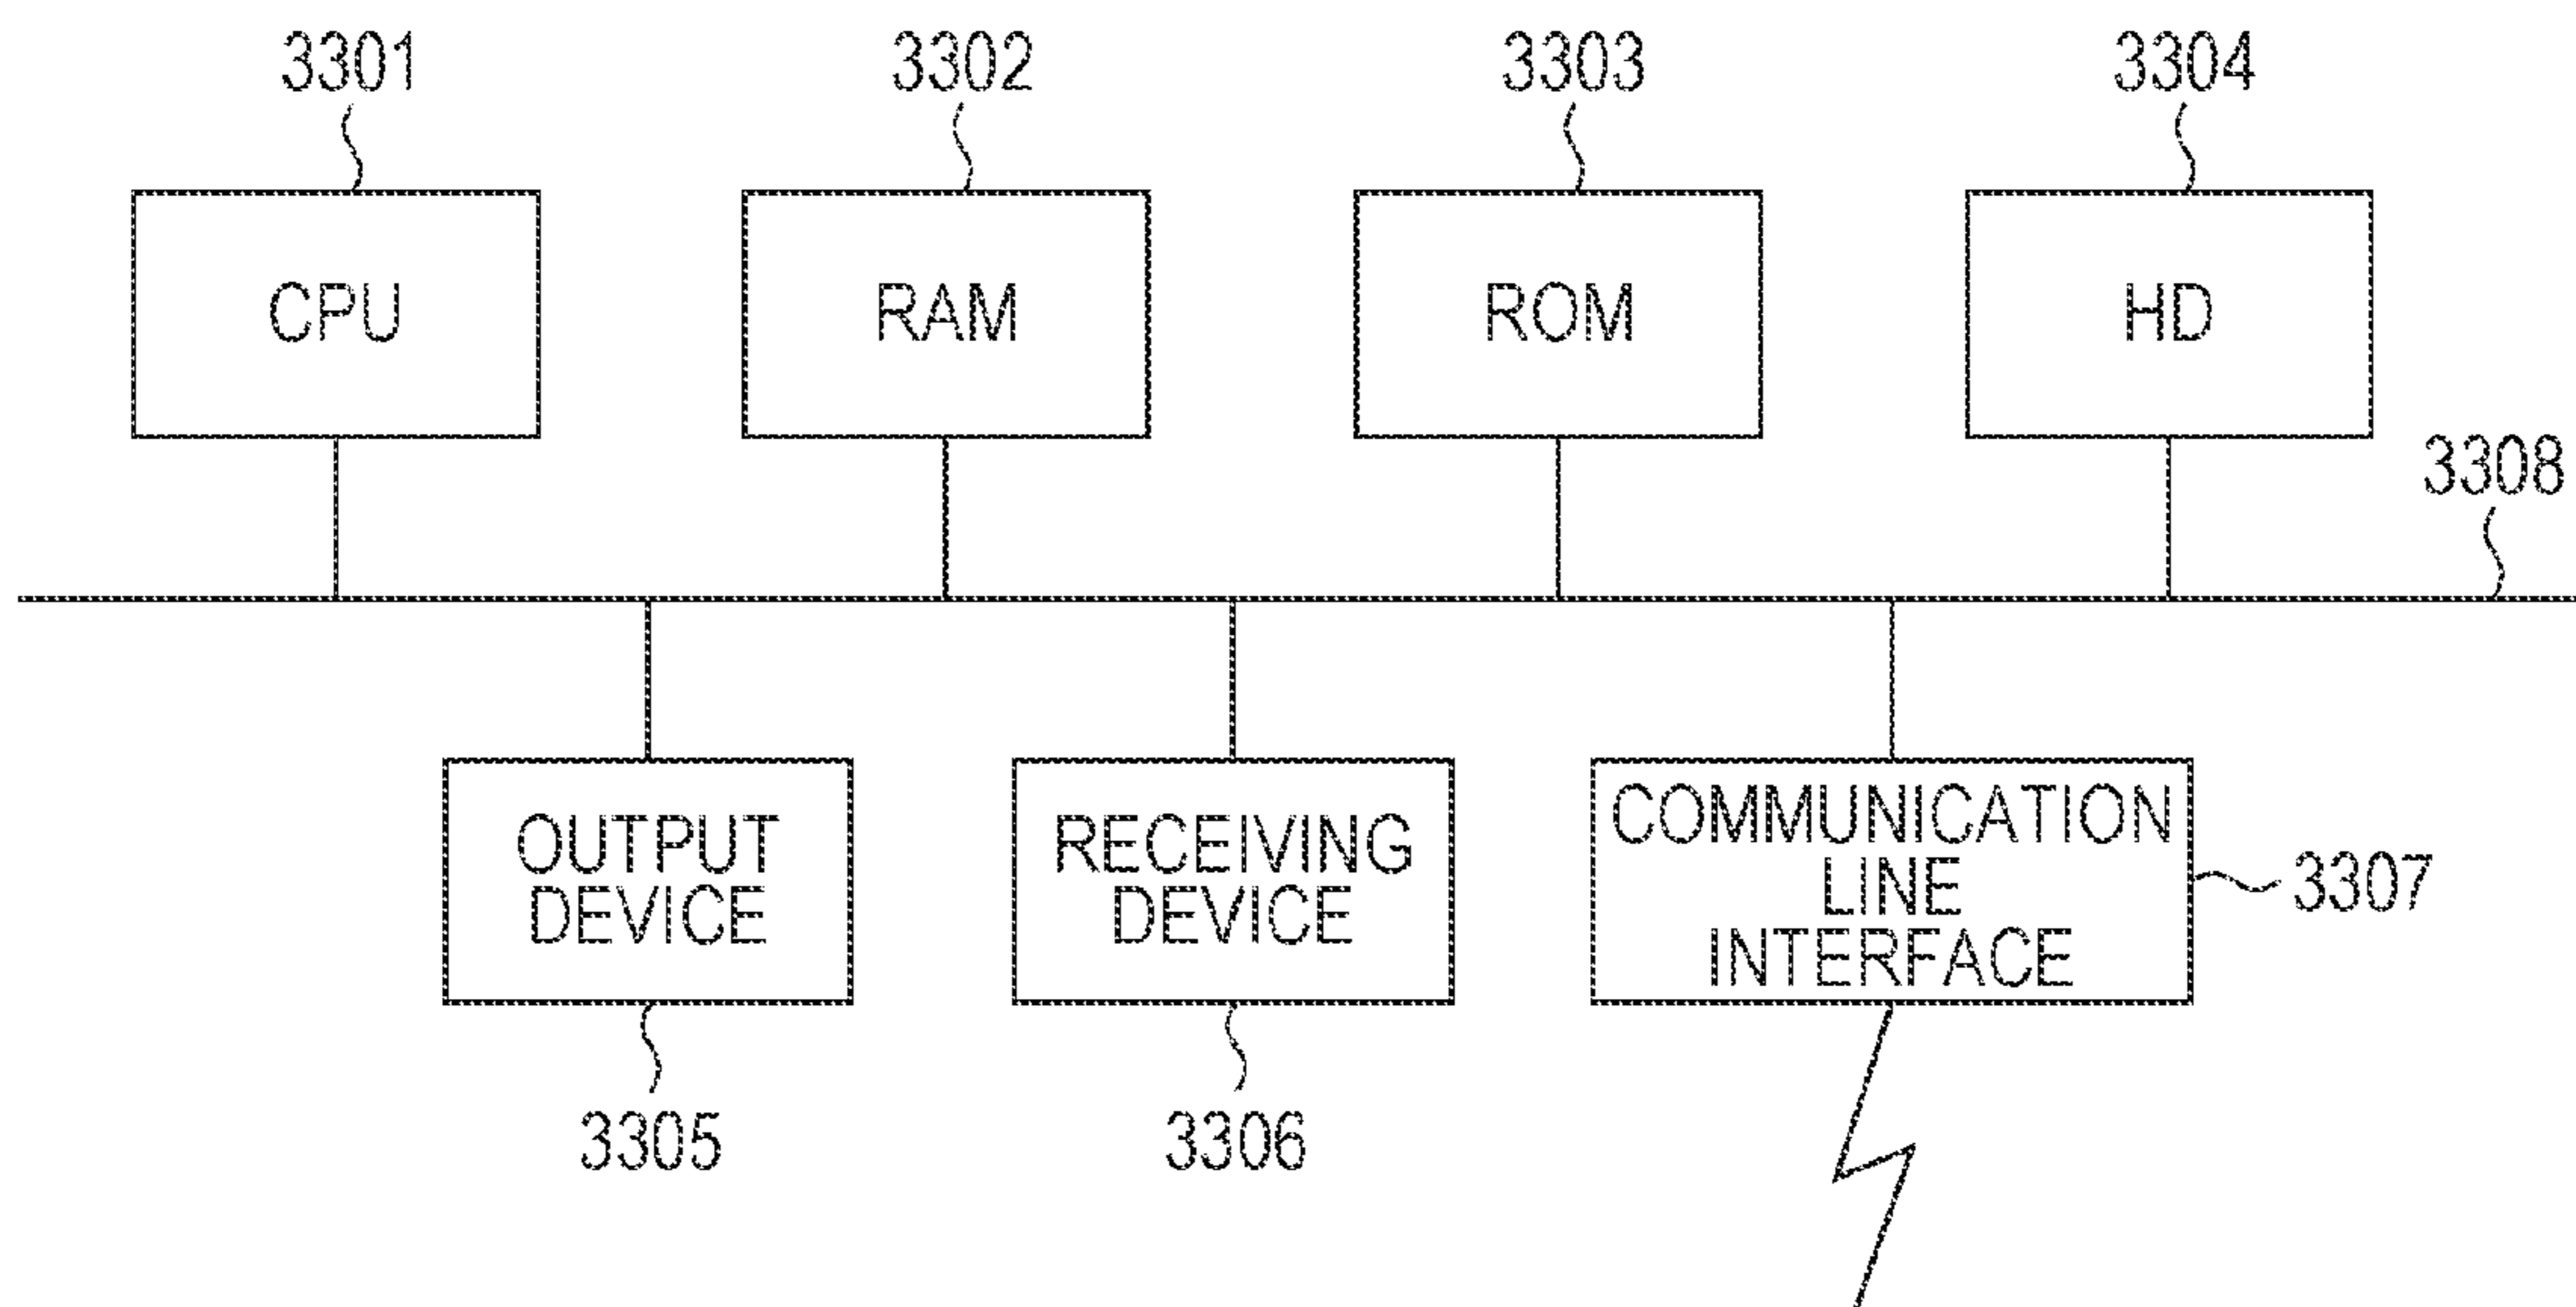 3301
3302
3303
3304
CPU
RAM
ROM
HD
3308
OUTPUT
DEVICE
RECEIVING
DEVICE
COMMUNICATION
LINE
INTERFACE
3307
3305
3306